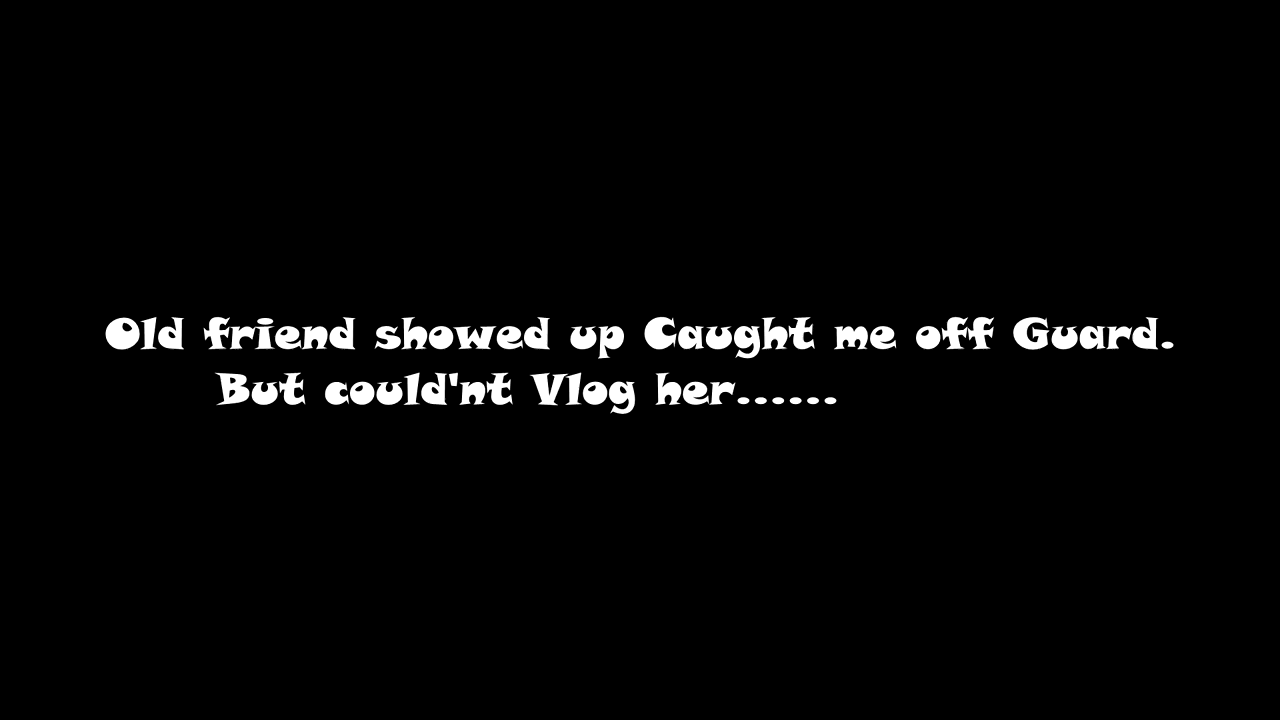 Old friend showed up Caught me off Guard.
But could'nt Vlog her......